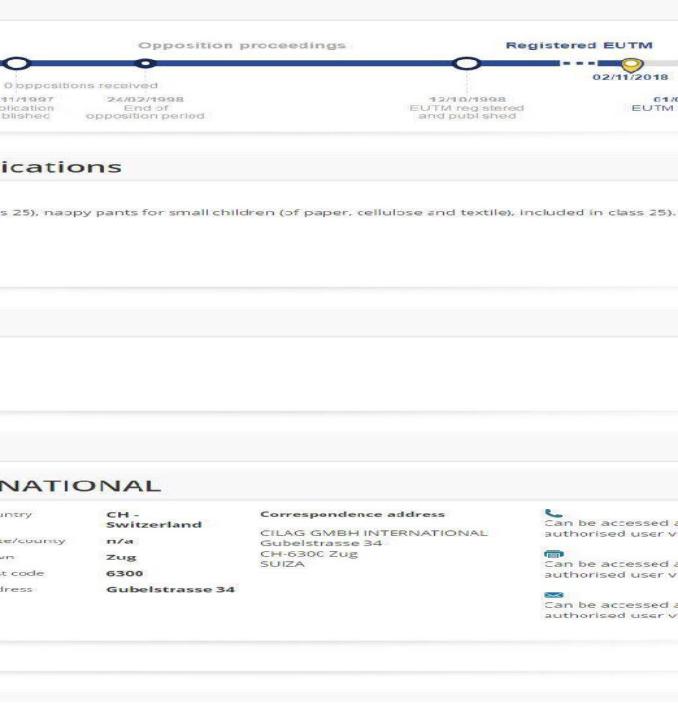 Opposition proceedings
Registered EUTM
02/11/2018
0 oppositions received
11/1997
24/02/1998
12/10/1998
01/0
blication
End of
EUTM registered
EUTM
blished
opposition period
and published
ications
s 25), nappy pants for small children (of paper, cellulose and textile), included in class 25).
NATIONAL
untry
CH -
Switzerland
te/county
n/a
wn
Zug
t code
6300
dress
Gubelstrasse 34
Correspondence address
CILAG GMBH INTERNATIONAL
Gubelstrasse 34
CH-6300 Zug
SUIZA
Can be accessed a
authorised user v
Can be accessed a
authorised user v
Can be accessed a
authorised user v